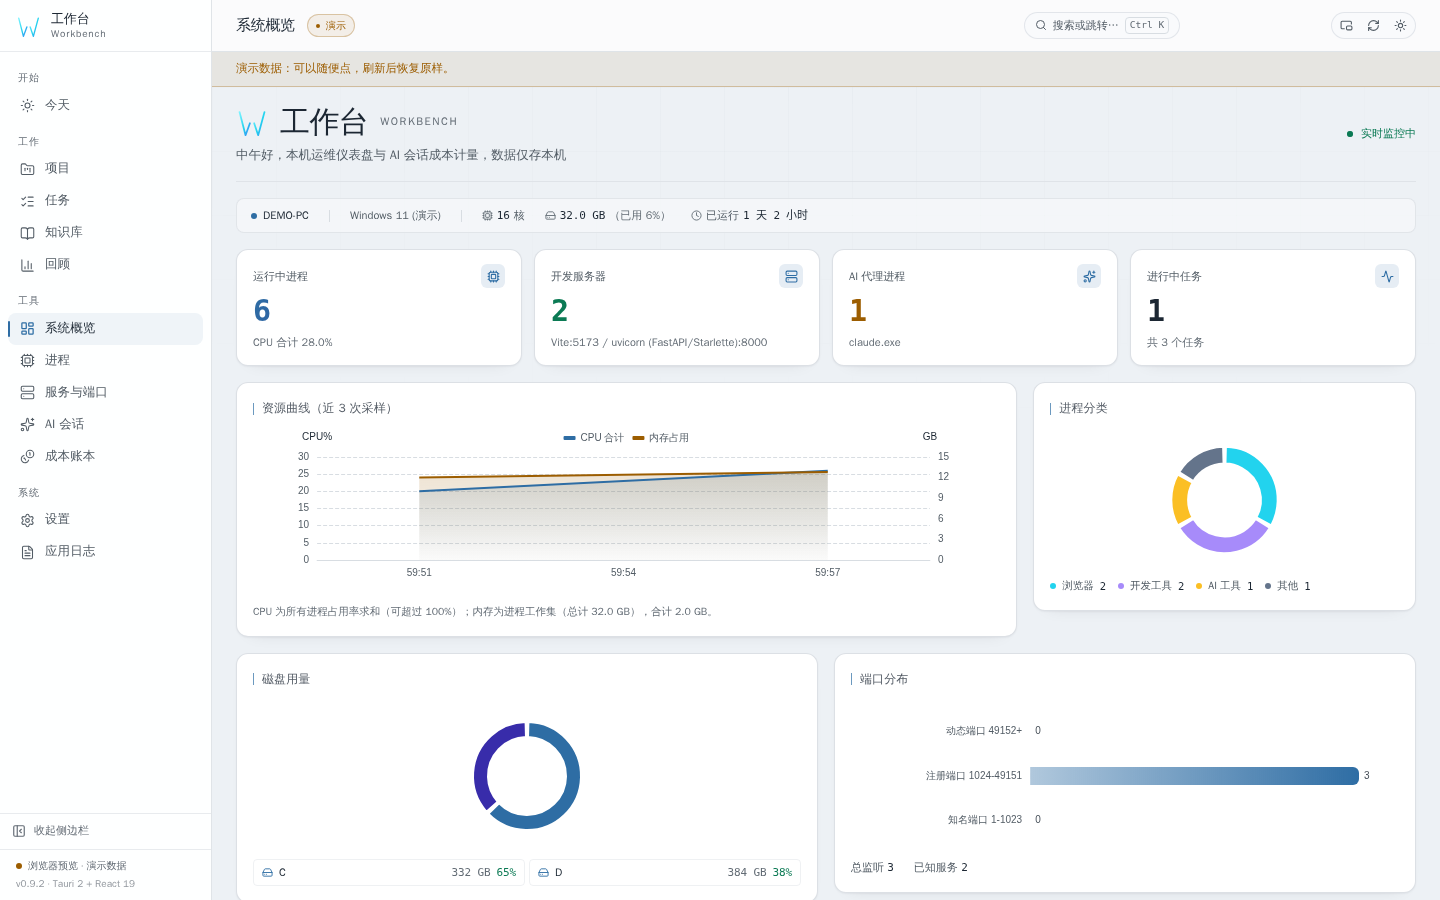 工作台
Workbench
开始
今天
工作
项目
任务
知识库
回顾
工具
系统概览
进程
服务与端口
AI 会话
成本账本
系统
设置
应用日志
收起侧边栏
浏览器预览 · 演示数据
v0.9.2 · Tauri 2 + React 19
系统概览 演示
搜索或跳转… Ctrl K
演示数据：可以随便点，刷新后恢复原样。
工作台 WORKBENCH
实时监控中
中午好，本机运维仪表盘与 AI 会话成本计量，数据仅存本机
DEMO-PC Windows 11 (演示) 16 核 32.0 GB （已用 6%） 已运行 1 天 2 小时
运行中进程
6
CPU 合计 28.0%
开发服务器
2
Vite:5173 / uvicorn (FastAPI/Starlette):8000
AI 代理进程
1
claude.exe
进行中任务
1
共 3 个任务
资源曲线（近 3 次采样）
CPU% CPU 合计 内存占用 GB
30 15
25 12
20 9
15 6
10 3
5 0
0
59:51 59:54 59:57
CPU 为所有进程占用率求和（可超过 100%）；内存为进程工作集（总计 32.0 GB），合计 2.0 GB。
进程分类
浏览器 2 开发工具 2 AI 工具 1 其他 1
磁盘用量
C 332 GB 65% D 384 GB 38%
端口分布
动态端口 49152+ 0
注册端口 1024-49151 3
知名端口 1-1023 0
总监听 3 已知服务 2